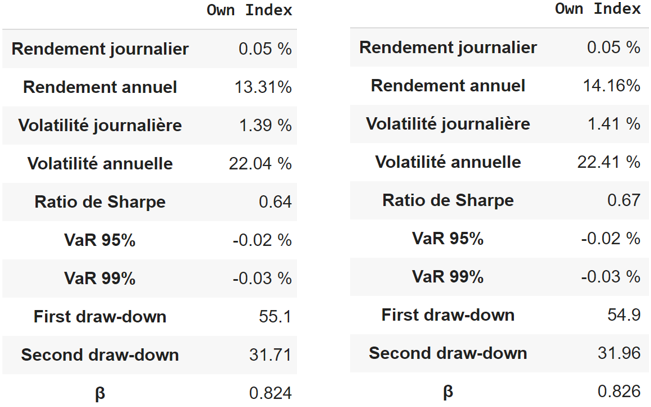 Own Index
Rendement journalier 0.05 %
Rendement annuel 13.31%
Volatilité journalière 1.39 %
Volatilité annuelle 22.04 %
Ratio de Sharpe 0.64
VaR 95% -0.02 %
VaR 99% -0.03 %
First draw-down 55.1
Second draw-down 31.71
β 0.824
Own Index
Rendement journalier 0.05 %
Rendement annuel 14.16%
Volatilité journalière 1.41 %
Volatilité annuelle 22.41 %
Ratio de Sharpe 0.67
VaR 95% -0.02 %
VaR 99% -0.03 %
First draw-down 54.9
Second draw-down 31.96
β 0.826